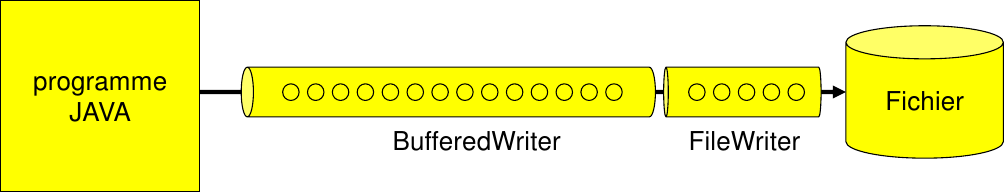 programme
JAVA
BufferedWriter
FileWriter
Fichier